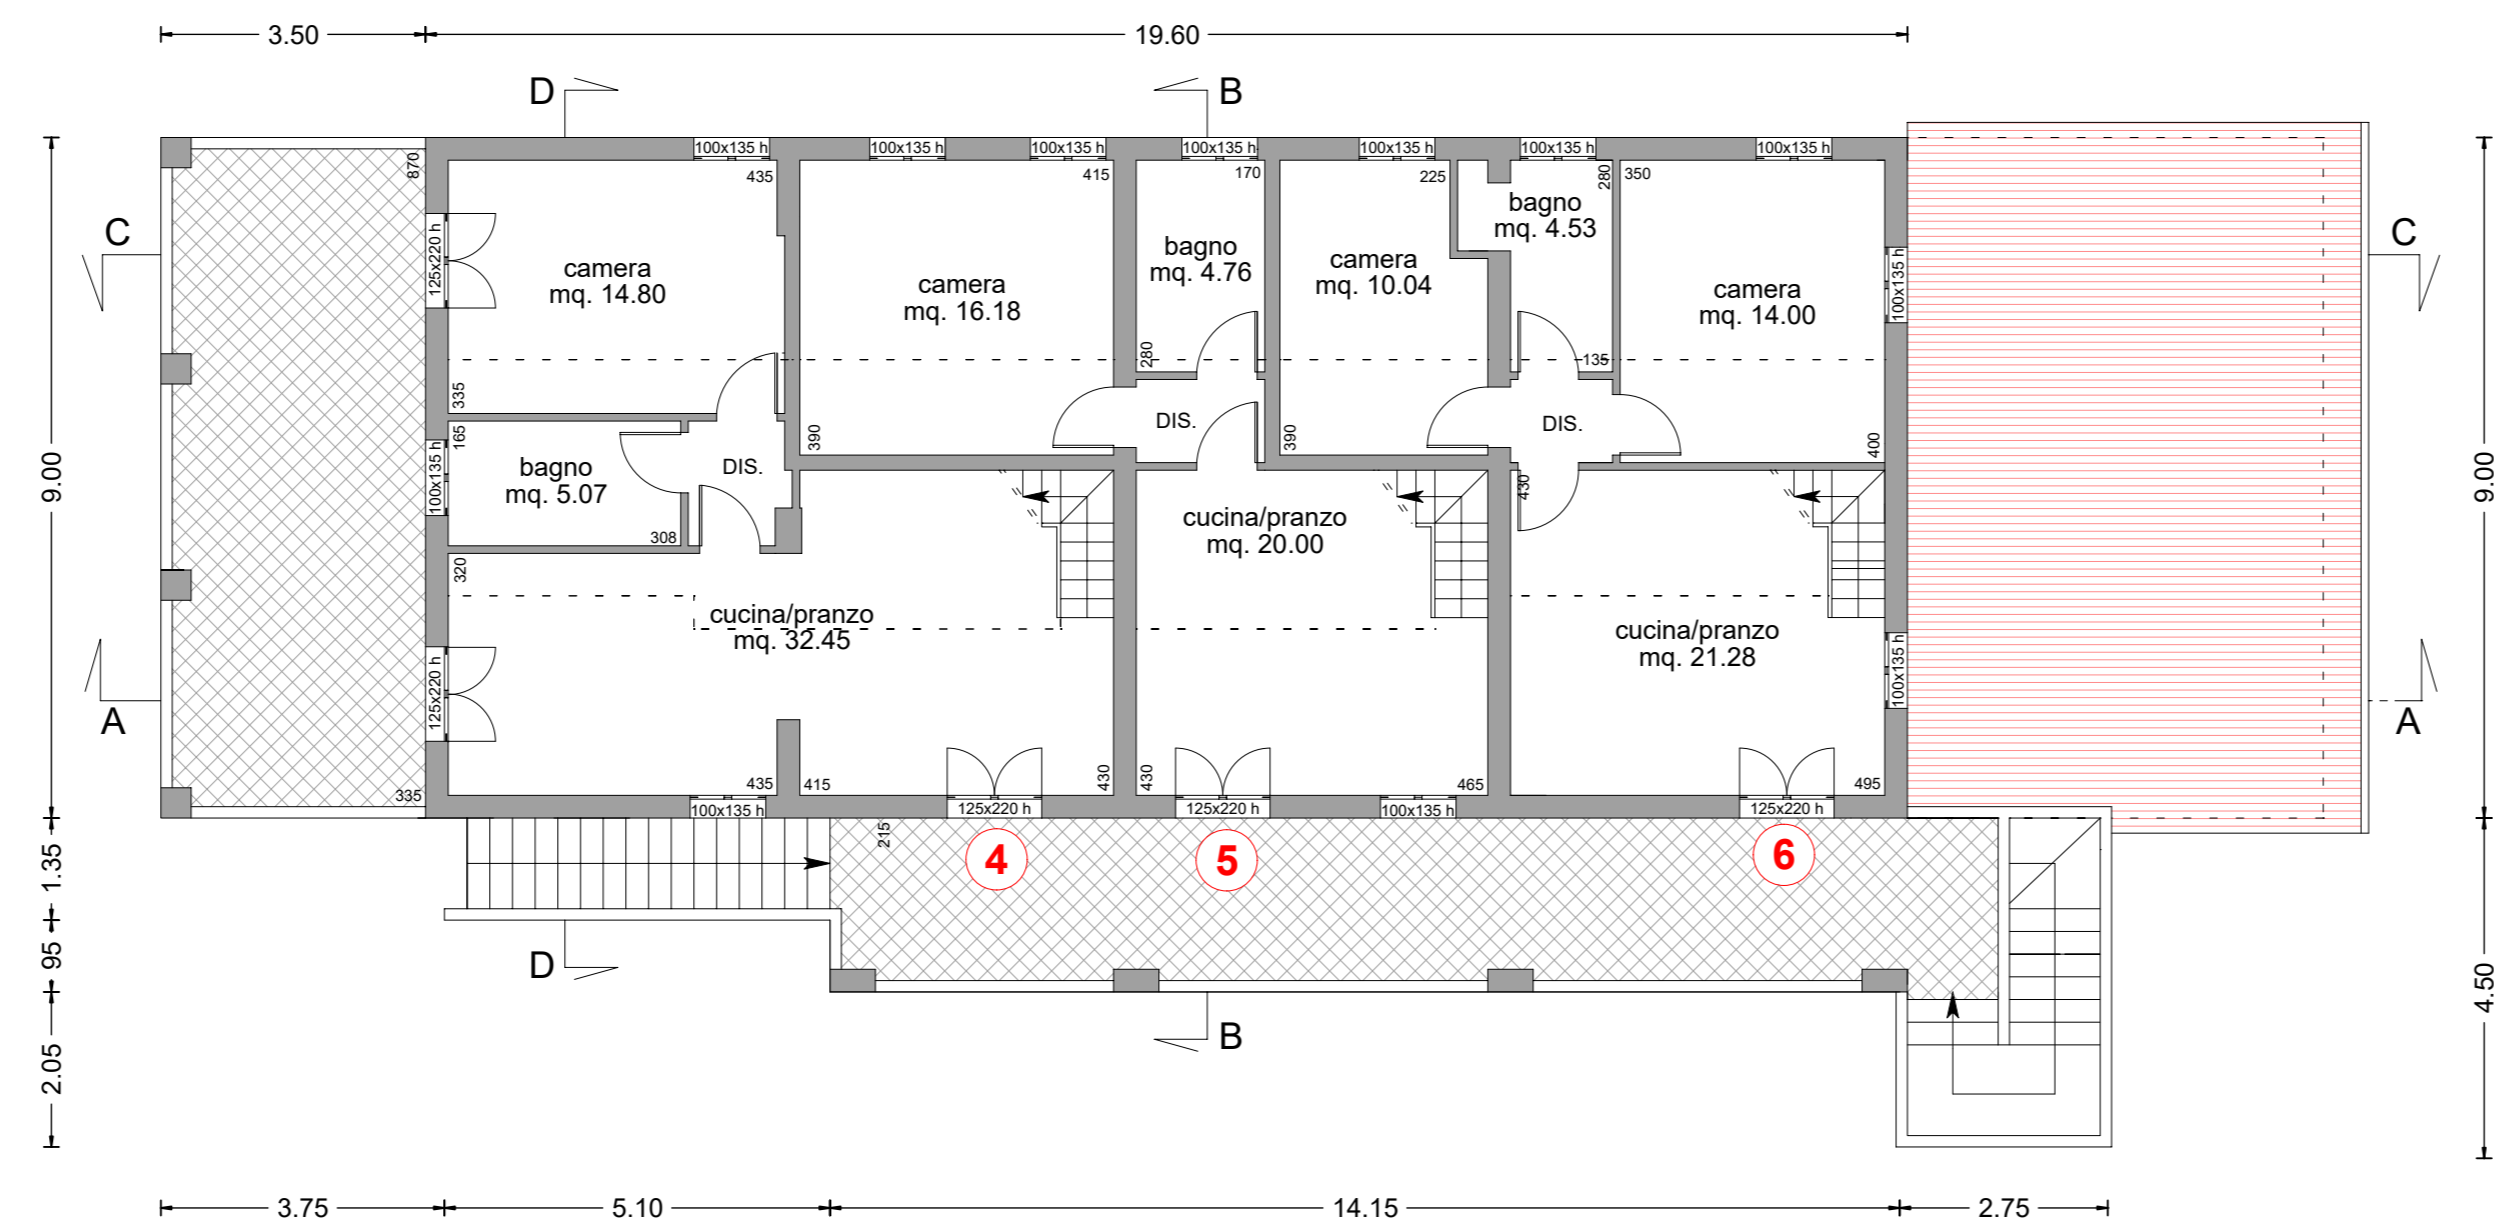 3.50
19.60
D
B
100x135 h
100x135 h
100x135 h
100x135 h
100x135 h
100x135 h
100x135 h
870
435
415
170
225
280
350
C
C
125x220 h
camera
mq. 14.80
camera
mq. 16.18
bagno
mq. 4.76
camera
mq. 10.04
bagno
mq. 4.53
camera
mq. 14.00
100x135 h
335
280
135
165
390
390
400
DIS.
DIS.
DIS.
9.00
9.00
100x135 h
bagno
mq. 5.07
308
430
cucina/pranzo
mq. 20.00
320
cucina/pranzo
mq. 32.45
cucina/pranzo
mq. 21.28
125x220 h
100x135 h
A
A
435
415
430
430
465
495
335
100x135 h
125x220 h
125x220 h
100x135 h
125x220 h
215
4
5
6
1.35
95
2.05
4.50
D
B
3.75
5.10
14.15
2.75